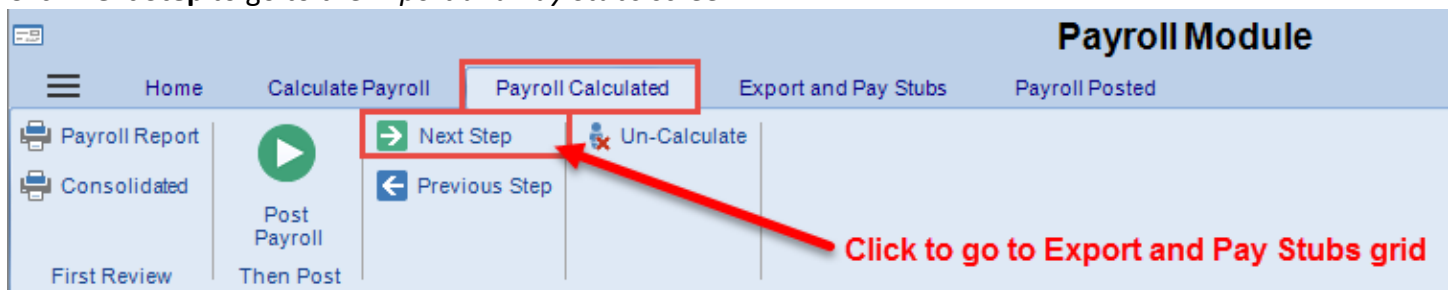 Payroll Module
Home Calculate Payroll Payroll Calculated Export and Pay Stubs Payroll Posted
Payroll Report Next Step Un-Calculate
Consolidated Previous Step
Post
Payroll
Click to go to Export and Pay Stubs grid
First Review Then Post